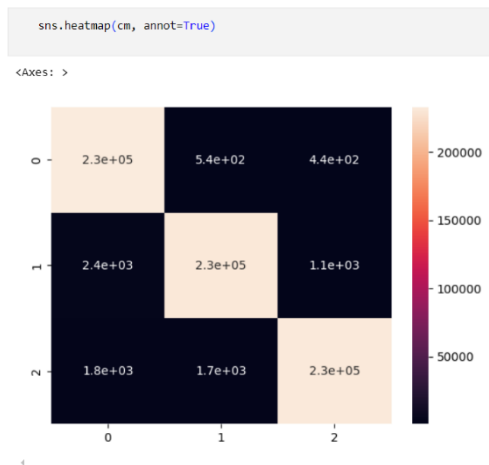 sns.heatmap(cm, annot=True)
<Axes: >
0 2.3e+05 5.4e+02 4.4e+02
200000
150000
1 2.4e+03 2.3e+05 1.1e+03
100000
50000
2 1.8e+03 1.7e+03 2.3e+05
0 1 2